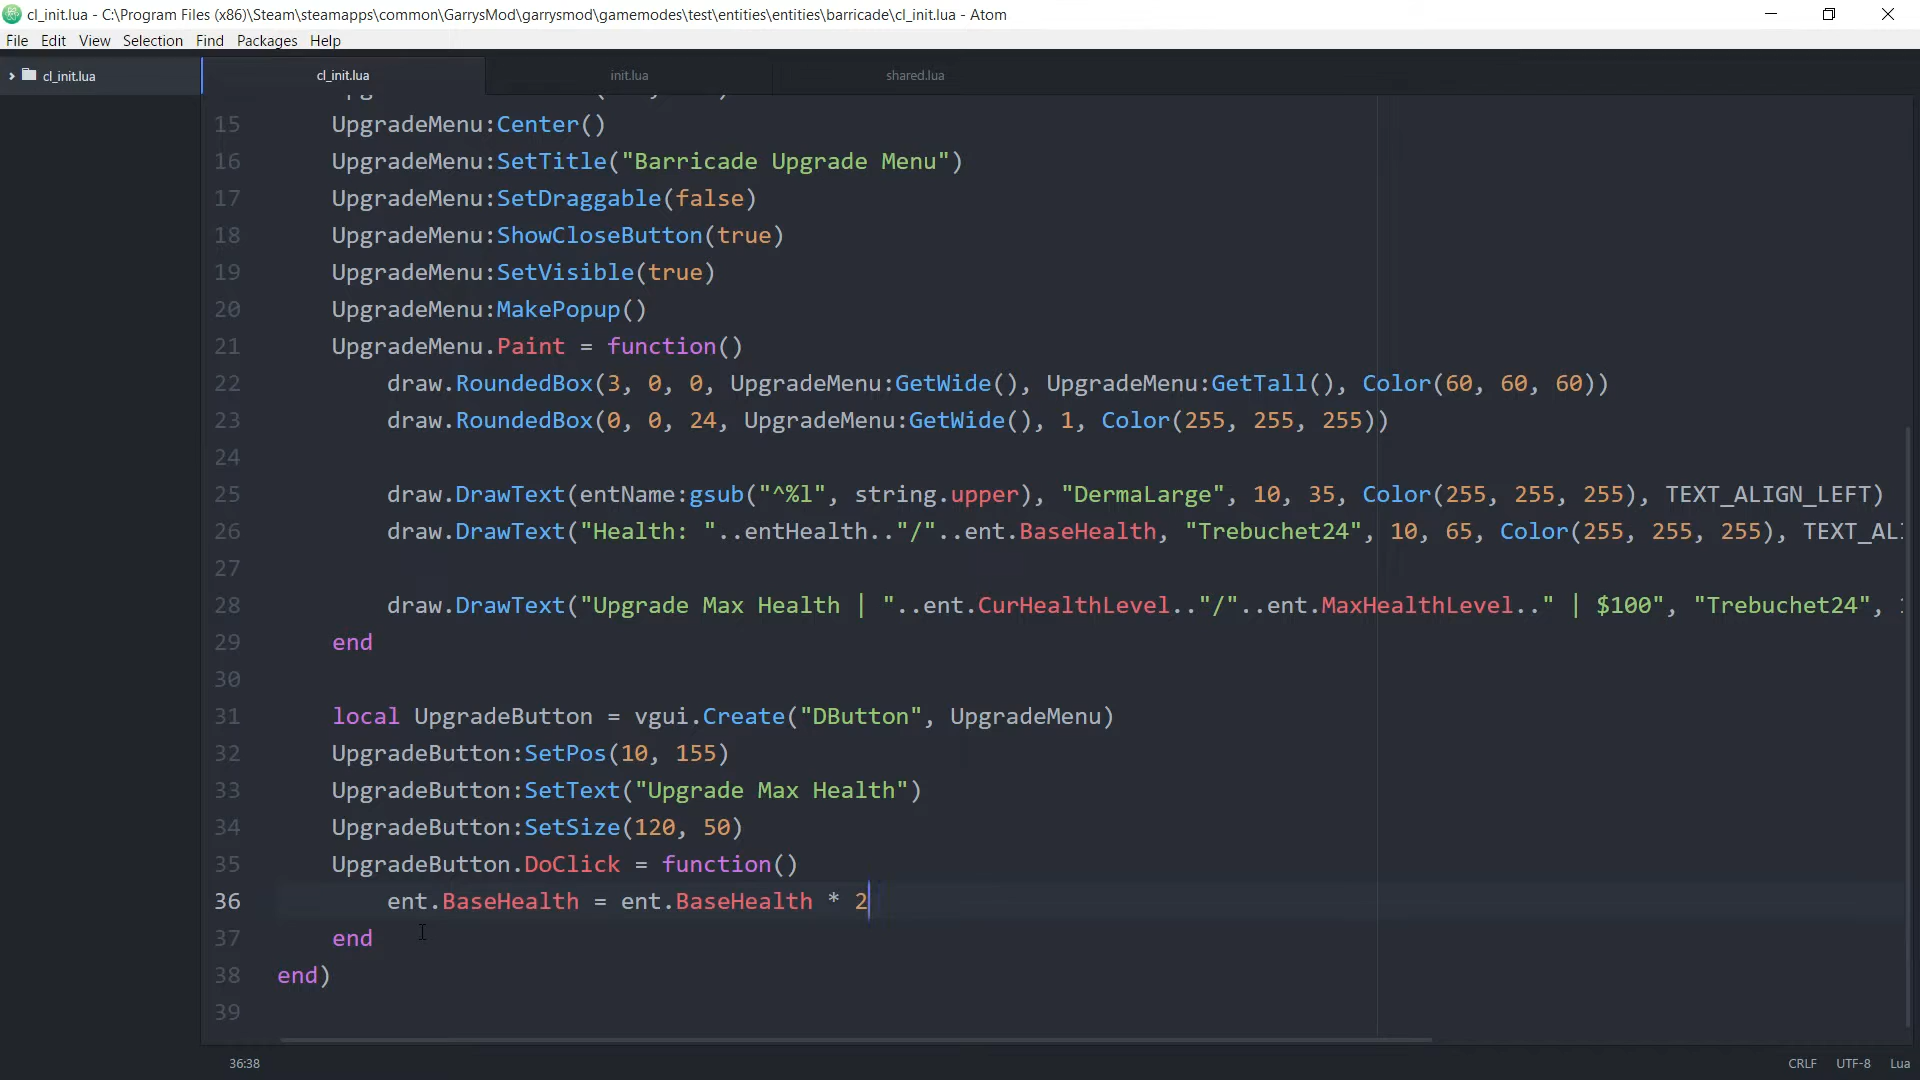 cl_init.lua - C:\Program Files (x86)\Steam\steamapps\common\GarrysMod\garrysmod\gamemodes\test\entities\entities\barricade\cl_init.lua - Atom
File Edit View Selection Find Packages Help
cl_init.lua
cl_init.lua init.lua shared.lua
15 UpgradeMenu:Center()
16 UpgradeMenu:SetTitle("Barricade Upgrade Menu")
17 UpgradeMenu:SetDraggable(false)
18 UpgradeMenu:ShowCloseButton(true)
19 UpgradeMenu:SetVisible(true)
20 UpgradeMenu:MakePopup()
21 UpgradeMenu.Paint = function()
22 draw.RoundedBox(3, 0, 0, UpgradeMenu:GetWide(), UpgradeMenu:GetTall(), Color(60, 60, 60))
23 draw.RoundedBox(0, 0, 24, UpgradeMenu:GetWide(), 1, Color(255, 255, 255))
24
25 draw.DrawText(entName:gsub("^%l", string.upper), "DermaLarge", 10, 35, Color(255, 255, 255), TEXT_ALIGN_LEFT)
26 draw.DrawText("Health: "..entHealth.."/"..ent.BaseHealth, "Trebuchet24", 10, 65, Color(255, 255, 255), TEXT_AL
27
28 draw.DrawText("Upgrade Max Health | "..ent.CurHealthLevel.."/"..ent.MaxHealthLevel.." | $100", "Trebuchet24",
29 end
30
31 local UpgradeButton = vgui.Create("DButton", UpgradeMenu)
32 UpgradeButton:SetPos(10, 155)
33 UpgradeButton:SetText("Upgrade Max Health")
34 UpgradeButton:SetSize(120, 50)
35 UpgradeButton.DoClick = function()
36 ent.BaseHealth = ent.BaseHealth * 2
37 end
38 end)
39
36:38 CRLF UTF-8 Lua